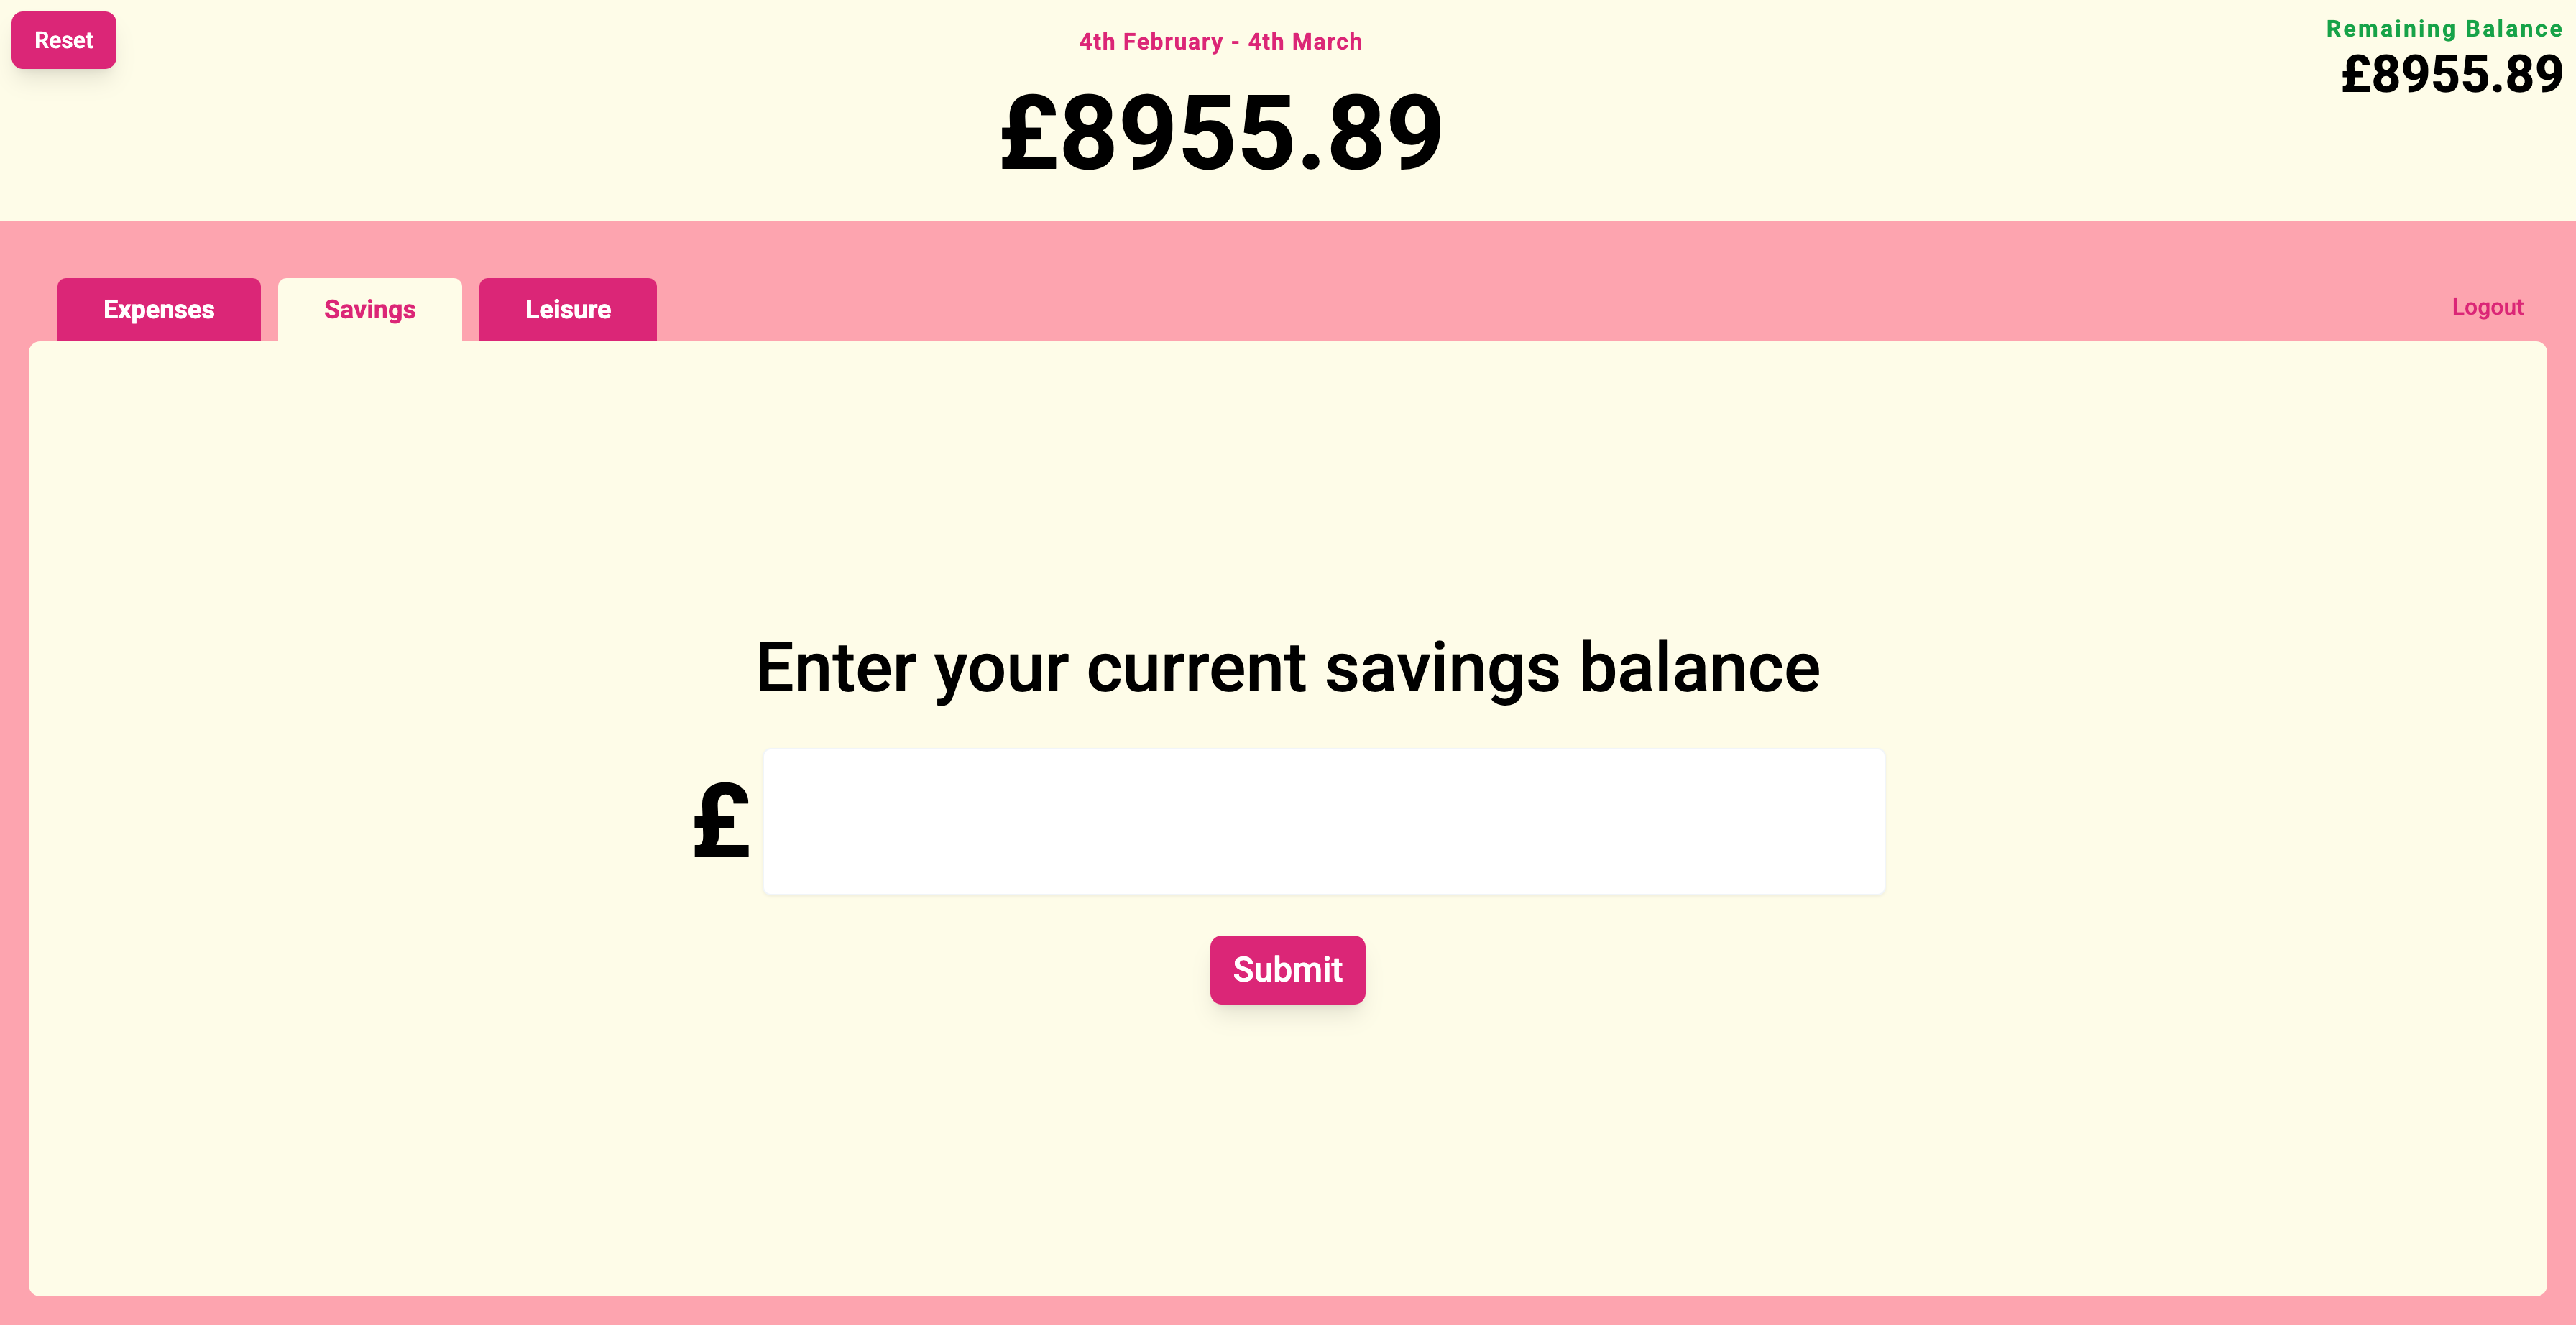 Reset
4th February - 4th March
£8955.89
Remaining Balance
£8955.89
Expenses
Savings
Leisure
Logout
Enter your current savings balance
£
Submit